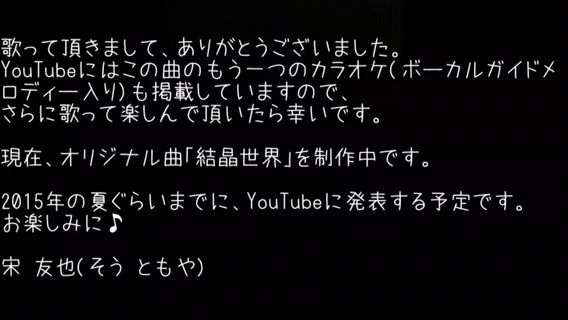 歌って頂きまして、ありがとうございました。
YouTubeにはこの曲のもう一つのカラオケ(ボーカルガイドメ
ロディー入り)も掲載していますので、
さらに歌って楽しんで頂いたら幸いです。
現在、オリジナル曲「結晶世界」を制作中です。
2015年の夏ぐらいまでに、YouTubeに発表する予定です。
お楽しみに♪
宋 友也(そう ともや)